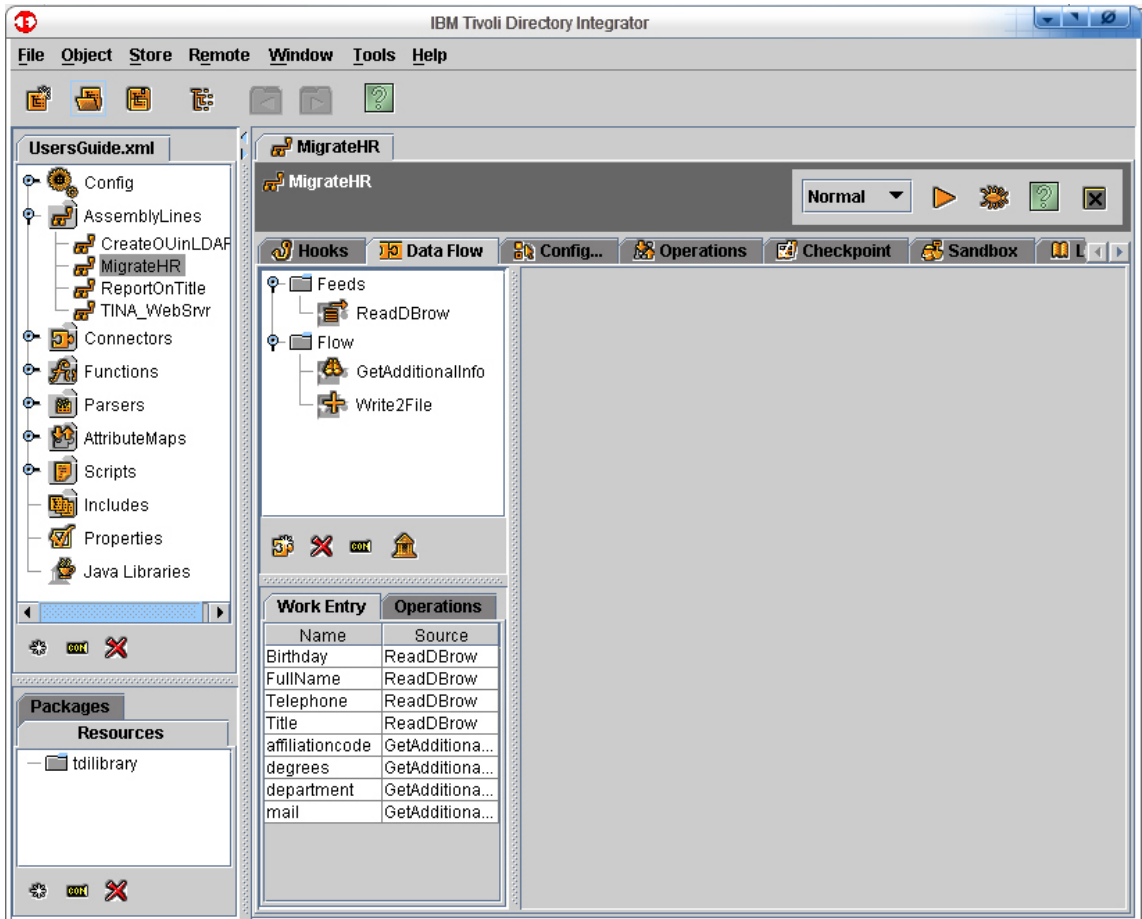 IBM Tivoli Directory Integrator
File Object Store Remote Window Tools Help
UsersGuide.xml
Config
AssemblyLines
CreateOUinLDAP
MigrateHR
ReportOnTitle
TINA_WebSrvr
Connectors
Functions
Parsers
AttributeMaps
Scripts
Includes
Properties
Java Libraries
Packages
Resources
tdilibrary
MigrateHR
MigrateHR
Normal
Hooks Data Flow Config... Operations Checkpoint Sandbox L
Feeds
ReadDBrow
Flow
GetAdditionalInfo
Write2File
Work Entry Operations
Name Source
Birthday ReadDBrow
FullName ReadDBrow
Telephone ReadDBrow
Title ReadDBrow
affiliationcode GetAdditiona...
degrees GetAdditiona...
department GetAdditiona...
mail GetAdditiona...